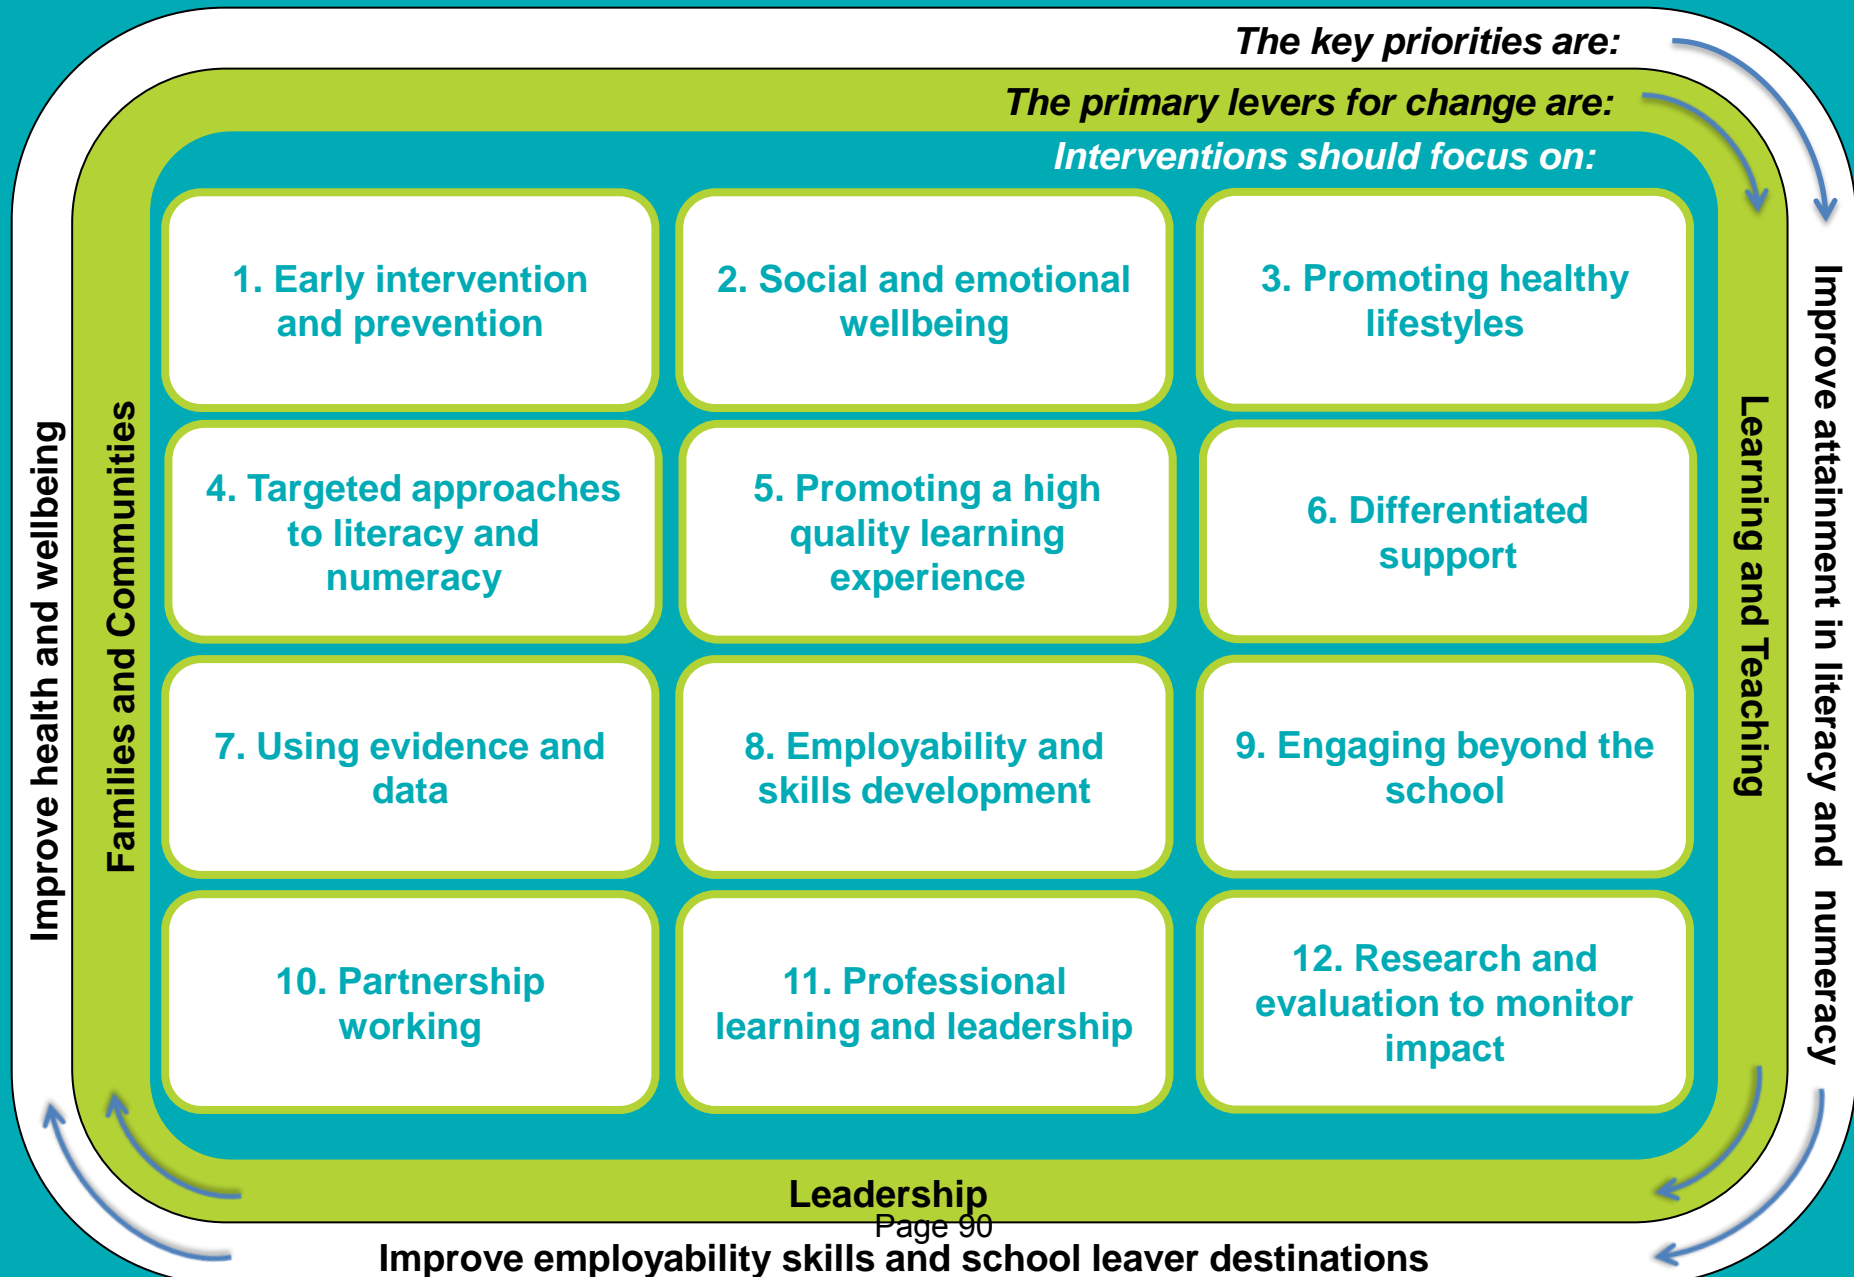 The key priorities are:
The primary levers for change are:
Interventions should focus on:
1. Early intervention
and prevention
2. Social and emotional
wellbeing
3. Promoting healthy
lifestyles
4. Targeted approaches
to literacy and
numeracy
5. Promoting a high
quality learning
experience
6. Differentiated
support
7. Using evidence and
data
8. Employability and
skills development
9. Engaging beyond the
school
10. Partnership
working
11. Professional
learning and leadership
12. Research and
evaluation to monitor
impact
Learning and Teaching
Improve attainment in literacy and numeracy
Leadership
Page 90
Improve employability skills and school leaver destinations
Families and Communities
Improve health and wellbeing